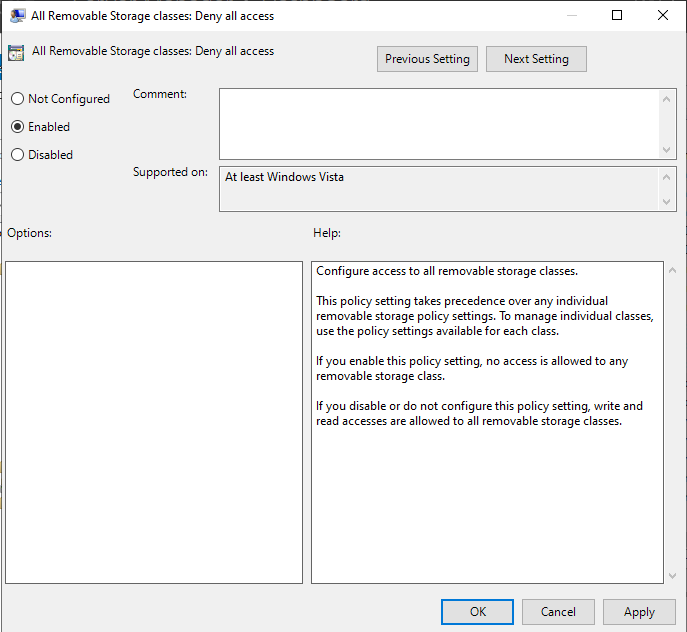 All Removable Storage classes: Deny all access
All Removable Storage classes: Deny all access
Previous Setting
Next Setting
Not Configured
Enabled
Disabled
Comment:
Supported on:
At least Windows Vista
Options:
Help:
Configure access to all removable storage classes.
This policy setting takes precedence over any individual
removable storage policy settings. To manage individual classes,
use the policy settings available for each class.
If you enable this policy setting, no access is allowed to any
removable storage class.
If you disable or do not configure this policy setting, write and
read accesses are allowed to all removable storage classes.
OK
Cancel
Apply